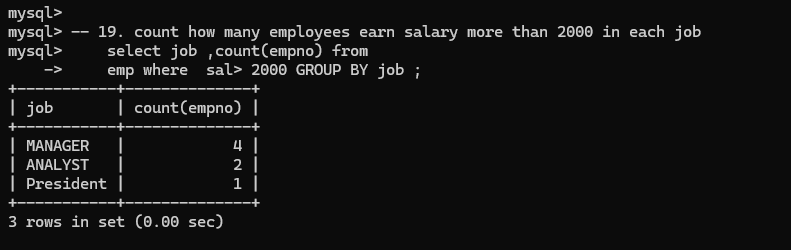 mysql>
mysql> -- 19. count how many employees earn salary more than 2000 in each job
mysql>     select job ,count(empno) from
    ->     emp where  sal> 2000 GROUP BY job ;
+-----------+--------------+
| job       | count(empno) |
+-----------+--------------+
| MANAGER   |            4 |
| ANALYST   |            2 |
| President |            1 |
+-----------+--------------+
3 rows in set (0.00 sec)